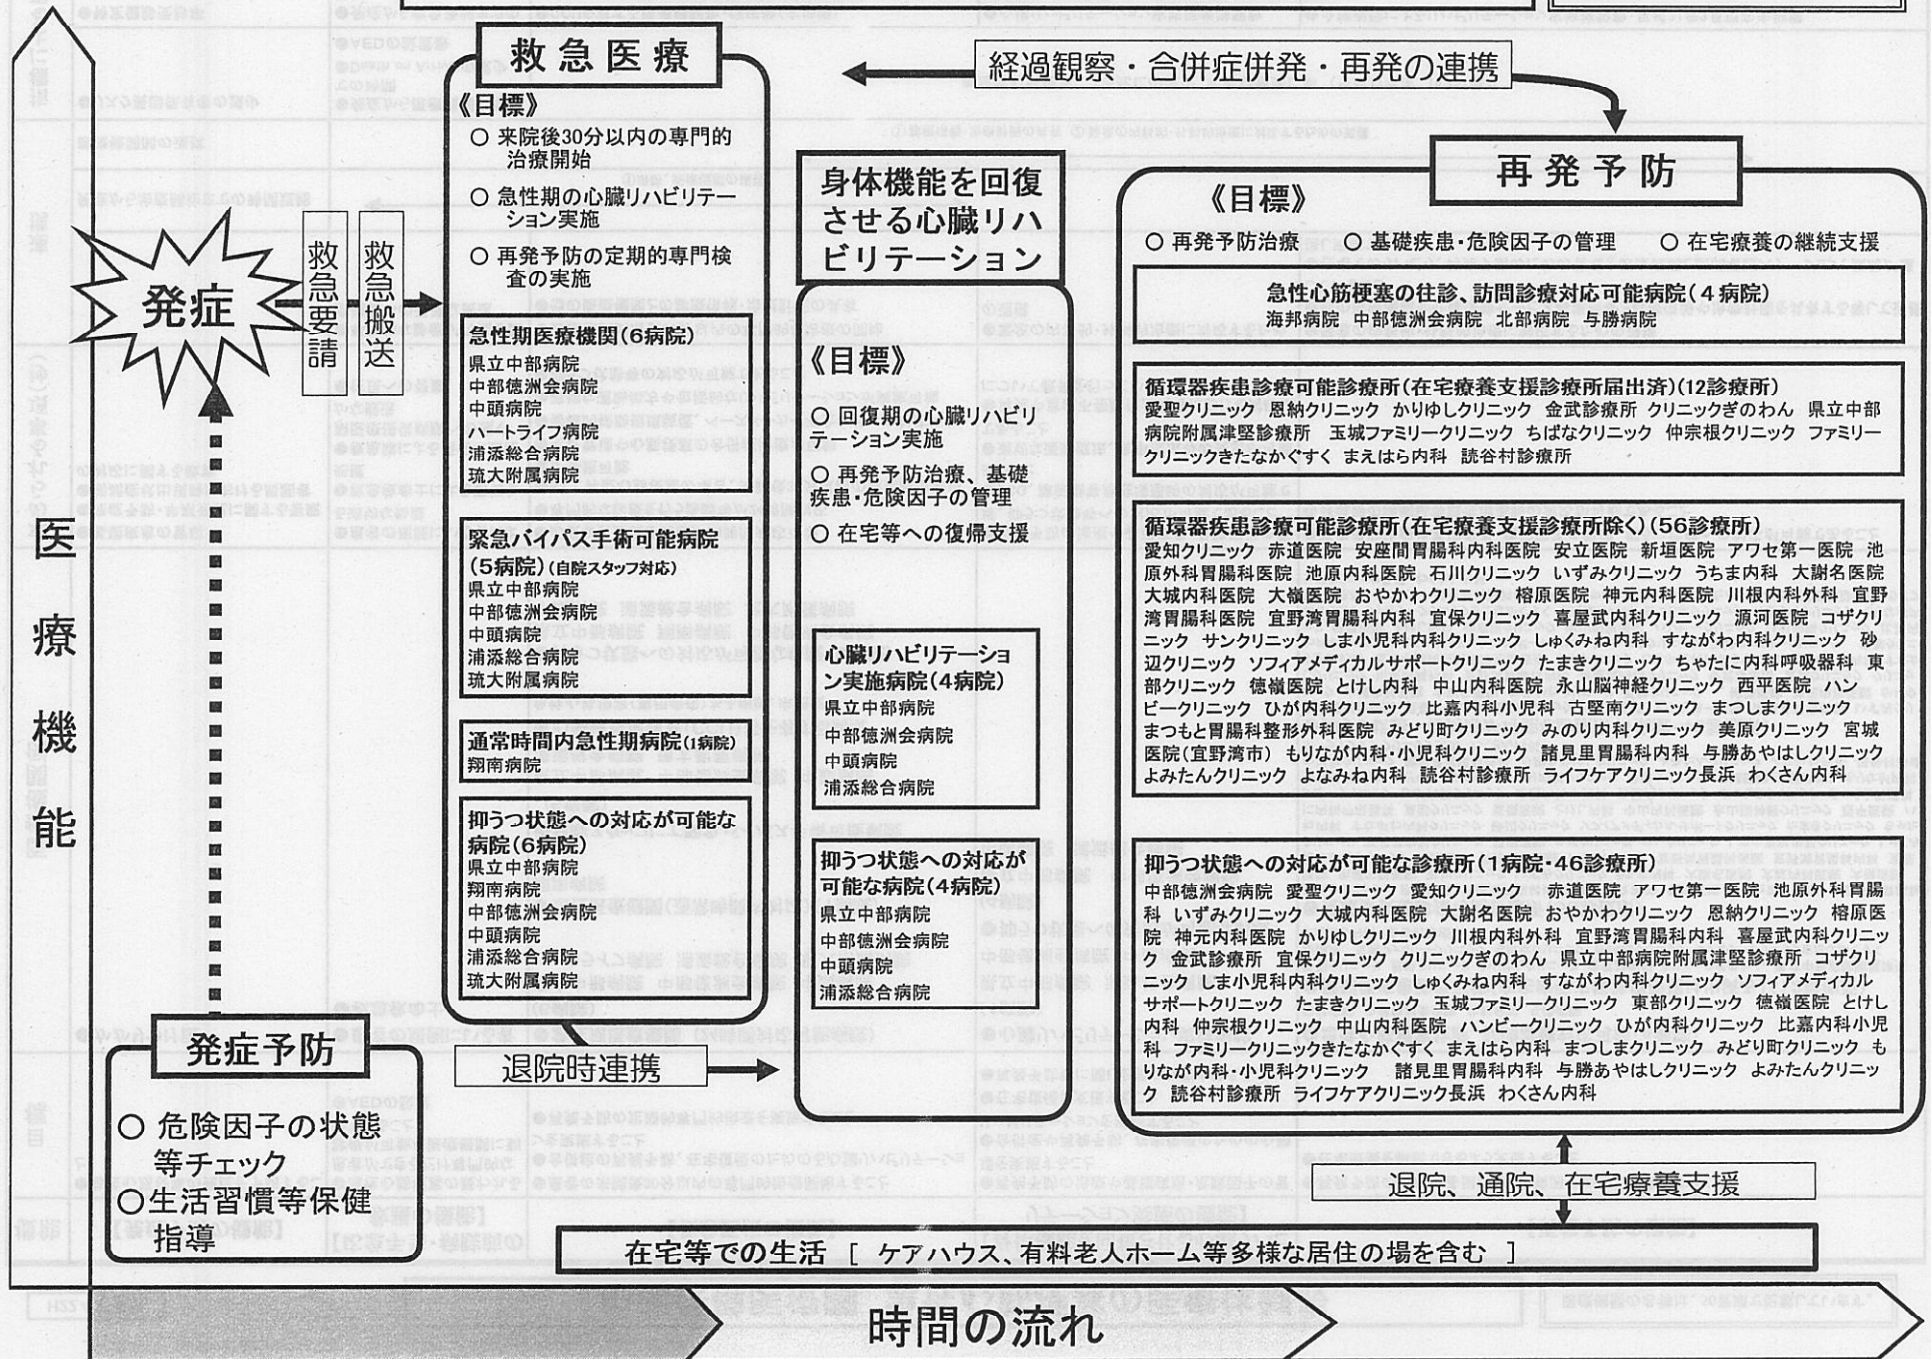 救急医療
《目標》
○ 来院後30分以内の専門的
治療開始
○ 急性期の心臓リハビリテー
ション実施
○ 再発予防の定期的専門検
査の実施
急性期医療機関(6病院)
県立中部病院
中部徳洲会病院
中頭病院
ハートライフ病院
浦添総合病院
琉大附属病院
緊急バイパス手術可能病院
(5病院)(自院スタッフ対応)
県立中部病院
中部徳洲会病院
中頭病院
浦添総合病院
琉大附属病院
通常時間内急性期病院(1病院)
翔南病院
抑うつ状態への対応が可能な
病院(6病院)
県立中部病院
翔南病院
中部徳洲会病院
中頭病院
浦添総合病院
琉大附属病院
経過観察・合併症併発・再発の連携
発症
救急要請
救急搬送
医療機能
発症予防
○ 危険因子の状態
等チェック
○生活習慣等保健
指導
退院時連携
身体機能を回復
させる心臓リハ
ビリテーション
《目標》
○ 回復期の心臓リハビリ
テーション実施
○ 再発予防治療、基礎
疾患・危険因子の管理
○ 在宅等への復帰支援
心臓リハビリテーショ
ン実施病院(4病院)
県立中部病院
中部徳洲会病院
中頭病院
浦添総合病院
抑うつ状態への対応が
可能な病院(4病院)
県立中部病院
中部徳洲会病院
中頭病院
浦添総合病院
再発予防
《目標》
○ 再発予防治療 ○ 基礎疾患・危険因子の管理 ○ 在宅療養の継続支援
急性心筋梗塞の往診、訪問診療対応可能病院(4病院)
海邦病院 中部徳洲会病院 北部病院 与勝病院
循環器疾患診療可能診療所(在宅療養支援診療所届出済)(12診療所)
愛聖クリニック 恩納クリニック かりゆしクリニック 金武診療所 クリニックぎのわん 県立中部
病院附属津堅診療所 玉城ファミリークリニック ちばなクリニック 仲宗根クリニック ファミリー
クリニックきたなかぐすく まえはら内科 読谷村診療所
循環器疾患診療可能診療所(在宅療養支援診療所除く)(56診療所)
愛知クリニック 赤道医院 安座間胃腸科内科医院 安立医院 新垣医院 アワセ第一医院 池
原外科胃腸科医院 池原内科医院 石川クリニック いずみクリニック うちま内科 大謝名医院
大城内科医院 大嶺医院 おやかわクリニック 榕原医院 神元内科医院 川根内科外科 宜野
湾胃腸科医院 宜野湾胃腸科内科 宜保クリニック 喜屋武内科クリニック 源河医院 コザクリ
ニック サンクリニック しま小児科内科クリニック しゅくみね内科 すながわ内科クリニック 砂
辺クリニック ソフィアメディカルサポートクリニック たまきクリニック ちゃたに内科呼吸器科 東
部クリニック 徳嶺医院 とけし内科 中山内科医院 永山脳神経クリニック 西平医院 ハン
ビークリニック ひが内科クリニック 比嘉内科小児科 古堅南クリニック まつしまクリニック
まつもと胃腸科整形外科医院 みどり町クリニック みのり内科クリニック 美原クリニック 宮城
医院(宜野湾市) もりなが内科・小児科クリニック 諸見里胃腸科内科 与勝あやはしクリニック
よみたんクリニック よなみね内科 読谷村診療所 ライフケアクリニック長浜 わくさん内科
抑うつ状態への対応が可能な診療所(1病院・46診療所)
中部徳洲会病院 愛聖クリニック 愛知クリニック 赤道医院 アワセ第一医院 池原外科胃腸
科 いずみクリニック 大城内科医院 大謝名医院 おやかわクリニック 恩納クリニック 榕原医
院 神元内科医院 かりゆしクリニック 川根内科外科 宜野湾胃腸科内科 喜屋武内科クリニッ
ク 金武診療所 宜保クリニック クリニックぎのわん 県立中部病院附属津堅診療所 コザクリ
ニック しま小児科内科クリニック しゅくみね内科 すながわ内科クリニック ソフィアメディカル
サポートクリニック たまきクリニック 玉城ファミリークリニック 東部クリニック 徳嶺医院 とけし
内科 仲宗根クリニック 中山内科医院 ハンビークリニック ひが内科クリニック 比嘉内科小児
科 ファミリークリニックきたなかぐすく まえはら内科 まつしまクリニック みどり町クリニック も
りなが内科・小児科クリニック 諸見里胃腸科内科 与勝あやはしクリニック よみたんクリニッ
ク 読谷村診療所 ライフケアクリニック長浜 わくさん内科
退院、通院、在宅療養支援
在宅等での生活 [ ケアハウス、有料老人ホーム等多様な居住の場を含む ]
時間の流れ